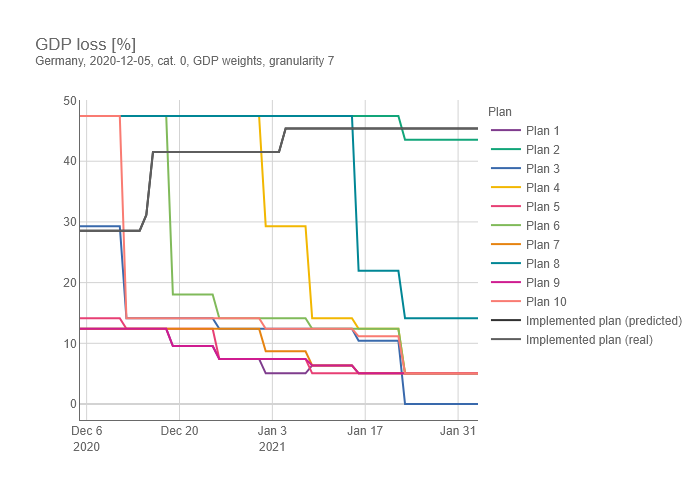 GDP loss [%]
Germany, 2020-12-05, cat. 0, GDP weights, granularity 7
50
40
30
20
10
0
Dec 6
2020
Dec 20
Jan 3
2021
Jan 17
Jan 31
Plan
Plan 1
Plan 2
Plan 3
Plan 4
Plan 5
Plan 6
Plan 7
Plan 8
Plan 9
Plan 10
Implemented plan (predicted)
Implemented plan (real)